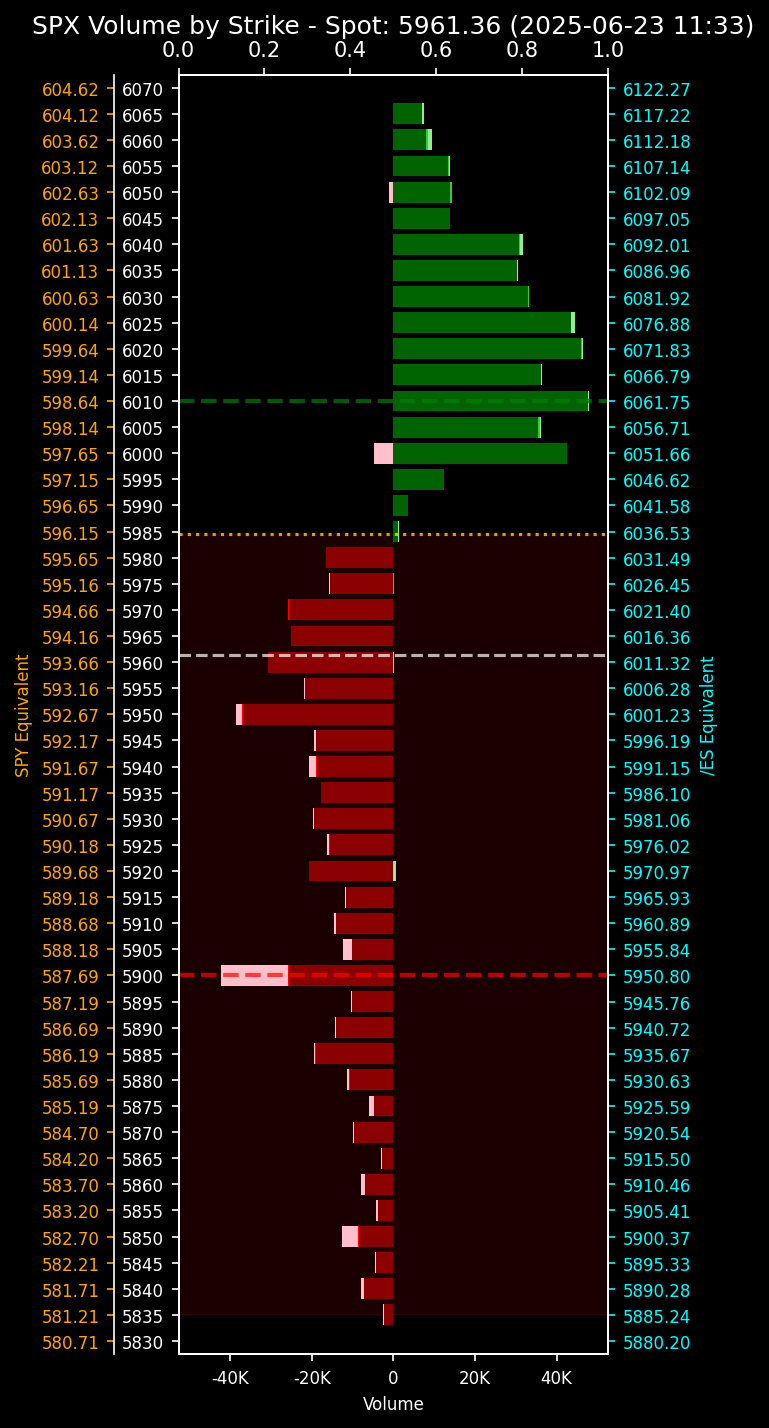 SPX Volume by Strike - Spot: 5961.36 (2025-06-23 11:33)
0.0 0.2 0.4 0.6 0.8 1.0
604.62 6070 6122.27
604.12 6065 6117.22
603.62 6060 6112.18
603.12 6055 6107.14
602.63 6050 6102.09
602.13 6045 6097.05
601.63 6040 6092.01
601.13 6035 6086.96
600.63 6030 6081.92
600.14 6025 6076.88
599.64 6020 6071.83
599.14 6015 6066.79
598.64 6010 6061.75
598.14 6005 6056.71
597.65 6000 6051.66
597.15 5995 6046.62
596.65 5990 6041.58
596.15 5985 6036.53
595.65 5980 6031.49
595.16 5975 6026.45
594.66 5970 6021.40
594.16 5965 6016.36
593.66 5960 6011.32
593.16 5955 6006.28
592.67 5950 6001.23
592.17 5945 5996.19
591.67 5940 5991.15
591.17 5935 5986.10
590.67 5930 5981.06
590.18 5925 5976.02
589.68 5920 5970.97
589.18 5915 5965.93
588.68 5910 5960.89
588.18 5905 5955.84
587.69 5900 5950.80
587.19 5895 5945.76
586.69 5890 5940.72
586.19 5885 5935.67
585.69 5880 5930.63
585.19 5875 5925.59
584.70 5870 5920.54
584.20 5865 5915.50
583.70 5860 5910.46
583.20 5855 5905.41
582.70 5850 5900.37
582.21 5845 5895.33
581.71 5840 5890.28
581.21 5835 5885.24
580.71 5830 5880.20
SPY Equivalent
/ES Equivalent
-40K -20K 0 20K 40K
Volume